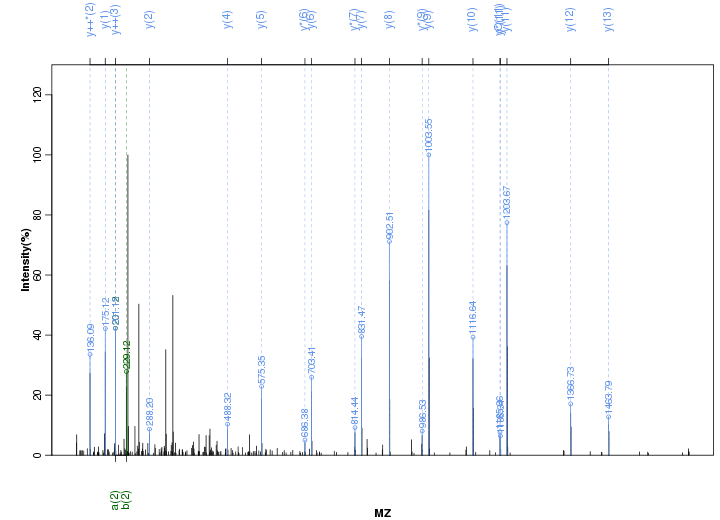 y++*(2)
y(1)
y++(3)
y(2)
y(4)
y(5)
y*(6)
y(6)
y*(7)
y(7)
y(8)
y*(9)
y(9)
y(10)
y(11)
y(12)
y(13)
Intensity(%)
0
20
40
60
80
100
120
136.09
175.12
201.12
229.12
288.20
488.32
575.35
686.38
703.41
814.44
831.47
902.51
986.53
1003.55
1116.64
1203.67
1366.73
1463.79
a(2)
b(2)
MZ